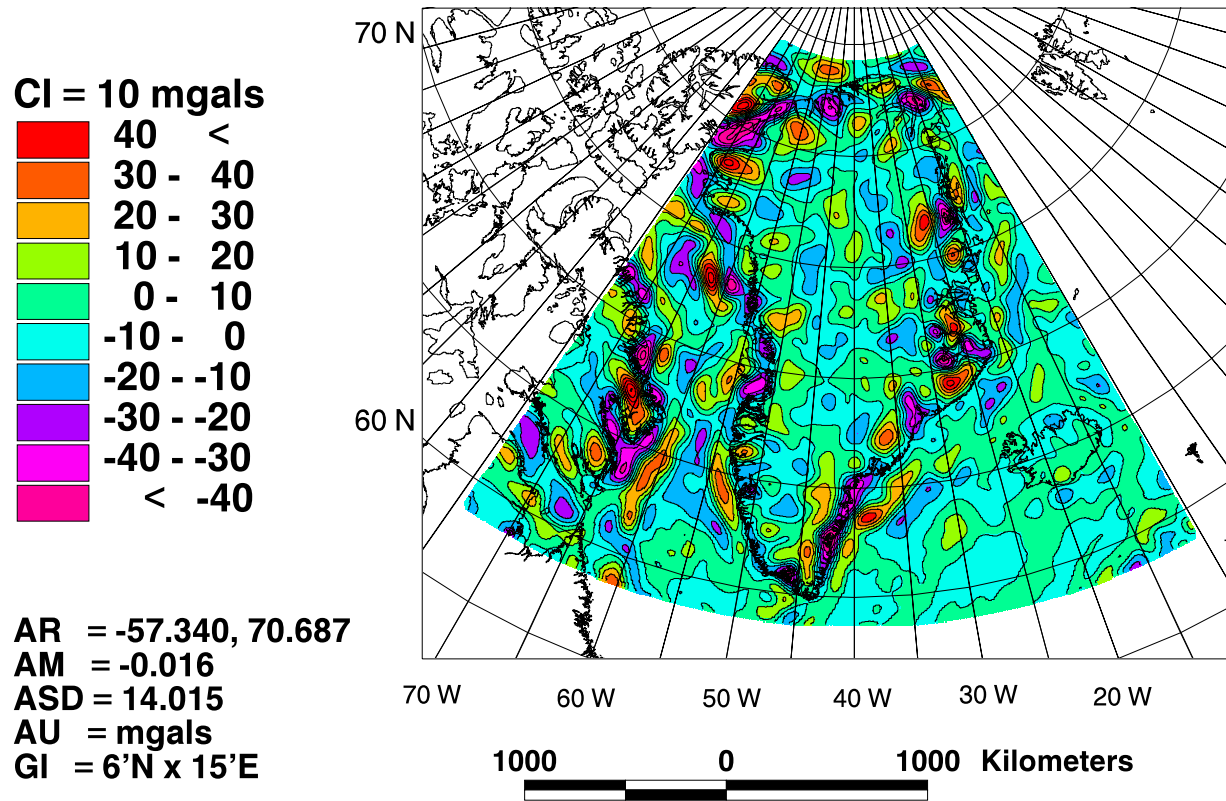 70 N
CI = 10 mgals
40 <
30 - 40
20 - 30
10 - 20
0 - 10
-10 - 0
-20 - -10
-30 - -20
-40 - -30
< -40
60 N
AR = -57.340, 70.687
AM = -0.016
ASD = 14.015
AU = mgals
GI = 6'N x 15'E
70 W 60 W 50 W 40 W 30 W 20 W
1000 0 1000 Kilometers